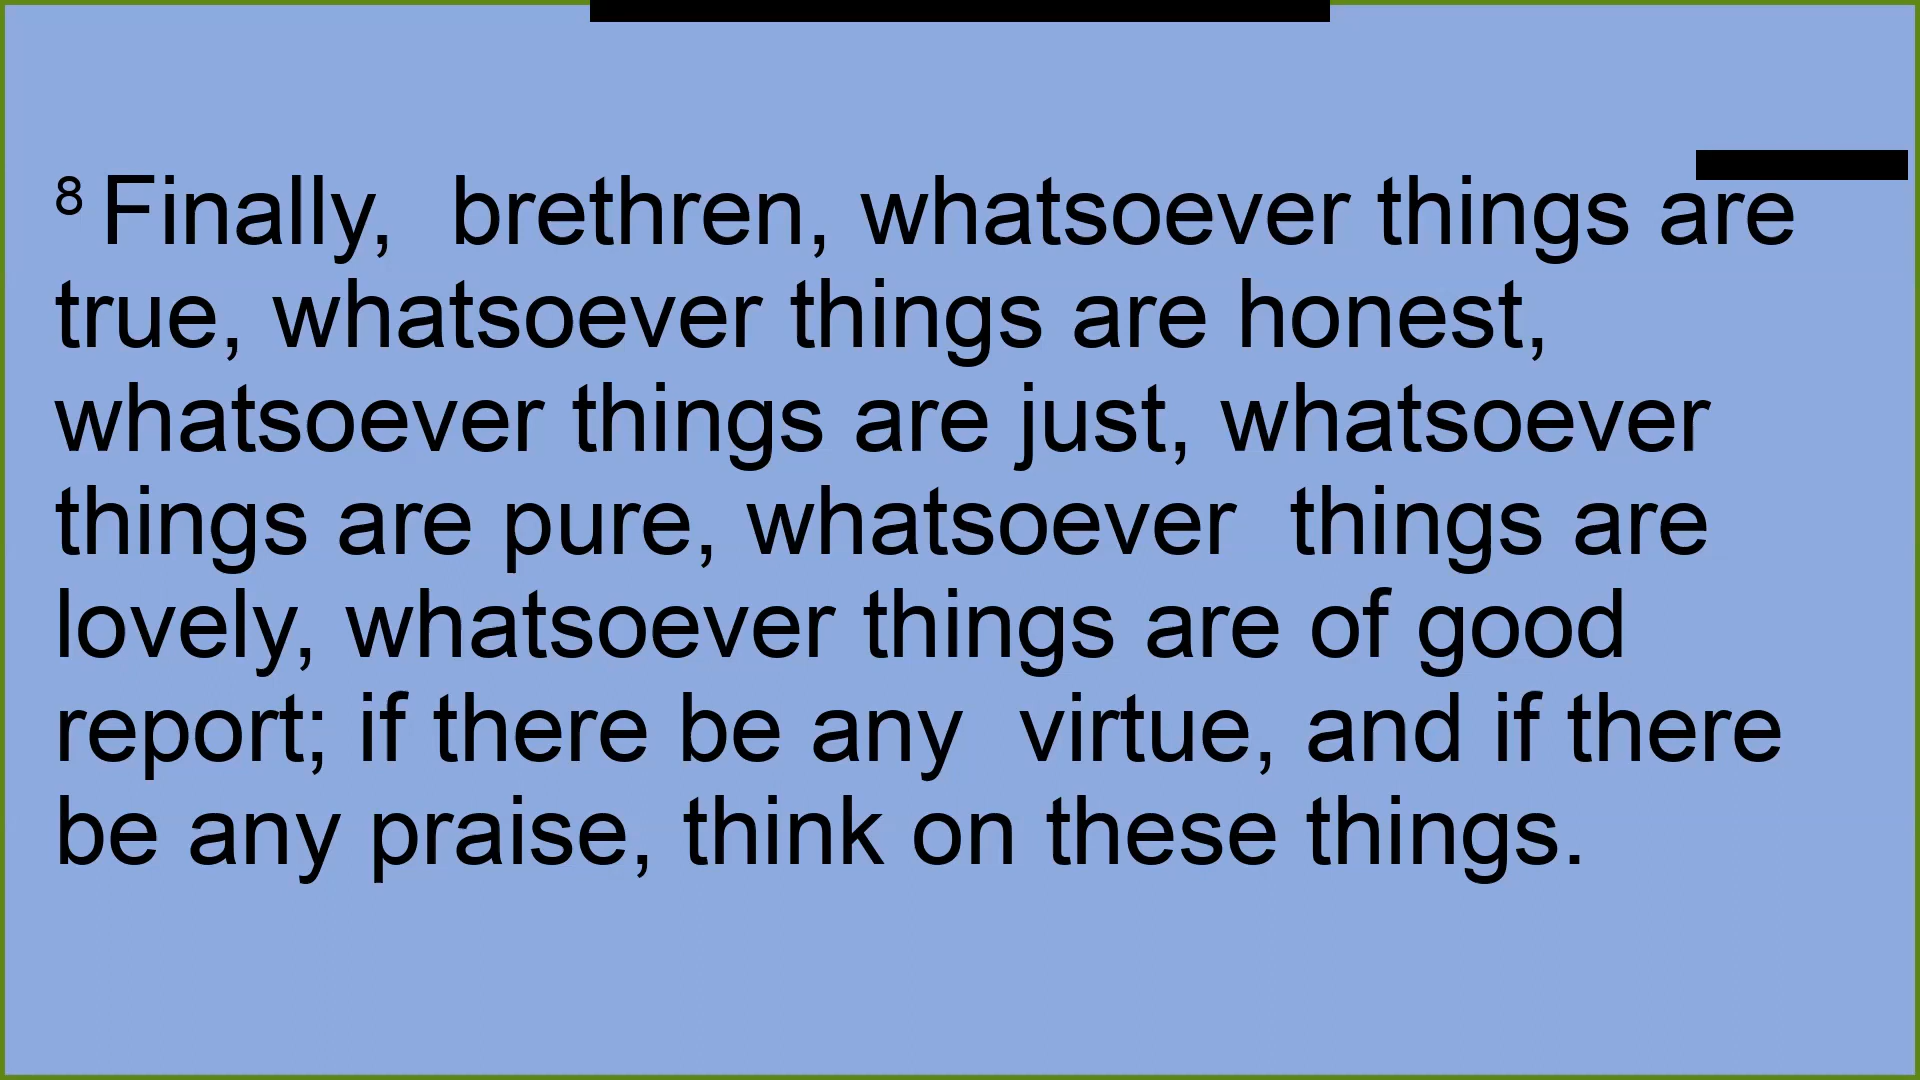 8 Finally,  brethren, whatsoever things are
true, whatsoever things are honest,
whatsoever things are just, whatsoever
things are pure, whatsoever  things are
lovely, whatsoever things are of good
report; if there be any  virtue, and if there
be any praise, think on these things.